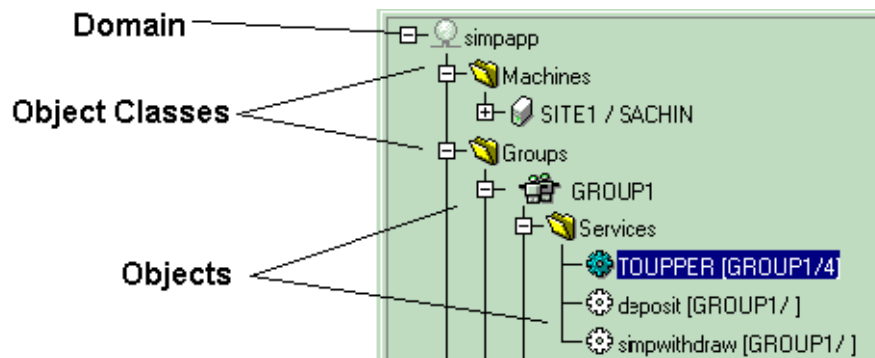 Domain
simpapp
Machines
Object Classes
SITE1 / SACHIN
Groups
GROUP1
Services
Objects
TOUPPER [GROUP1/4]
deposit [GROUP1/ ]
simpwithdraw [GROUP1/ ]